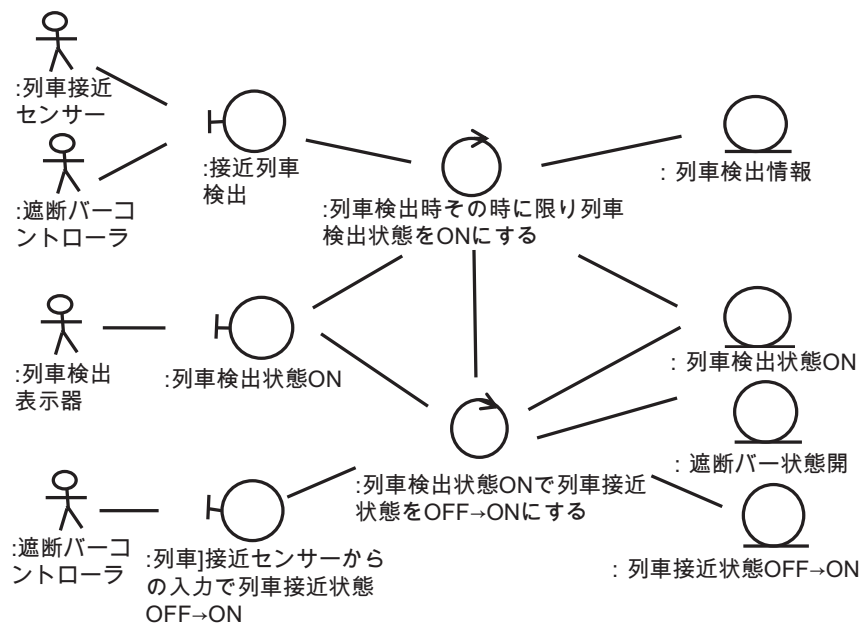 :列車接近
センサー
:接近列車
検出
: 列車検出情報
:遮断バーコ
ントローラ
:列車検出時その時に限り列車
検出状態をONにする
:列車検出
表示器
:列車検出状態ON
: 列車検出状態ON
: 遮断バー状態開
:列車検出状態ONで列車接近
状態をOFF→ONにする
:遮断バーコ
ントローラ
:列車]接近センサーから
の入力で列車接近状態
OFF→ON
: 列車接近状態OFF→ON